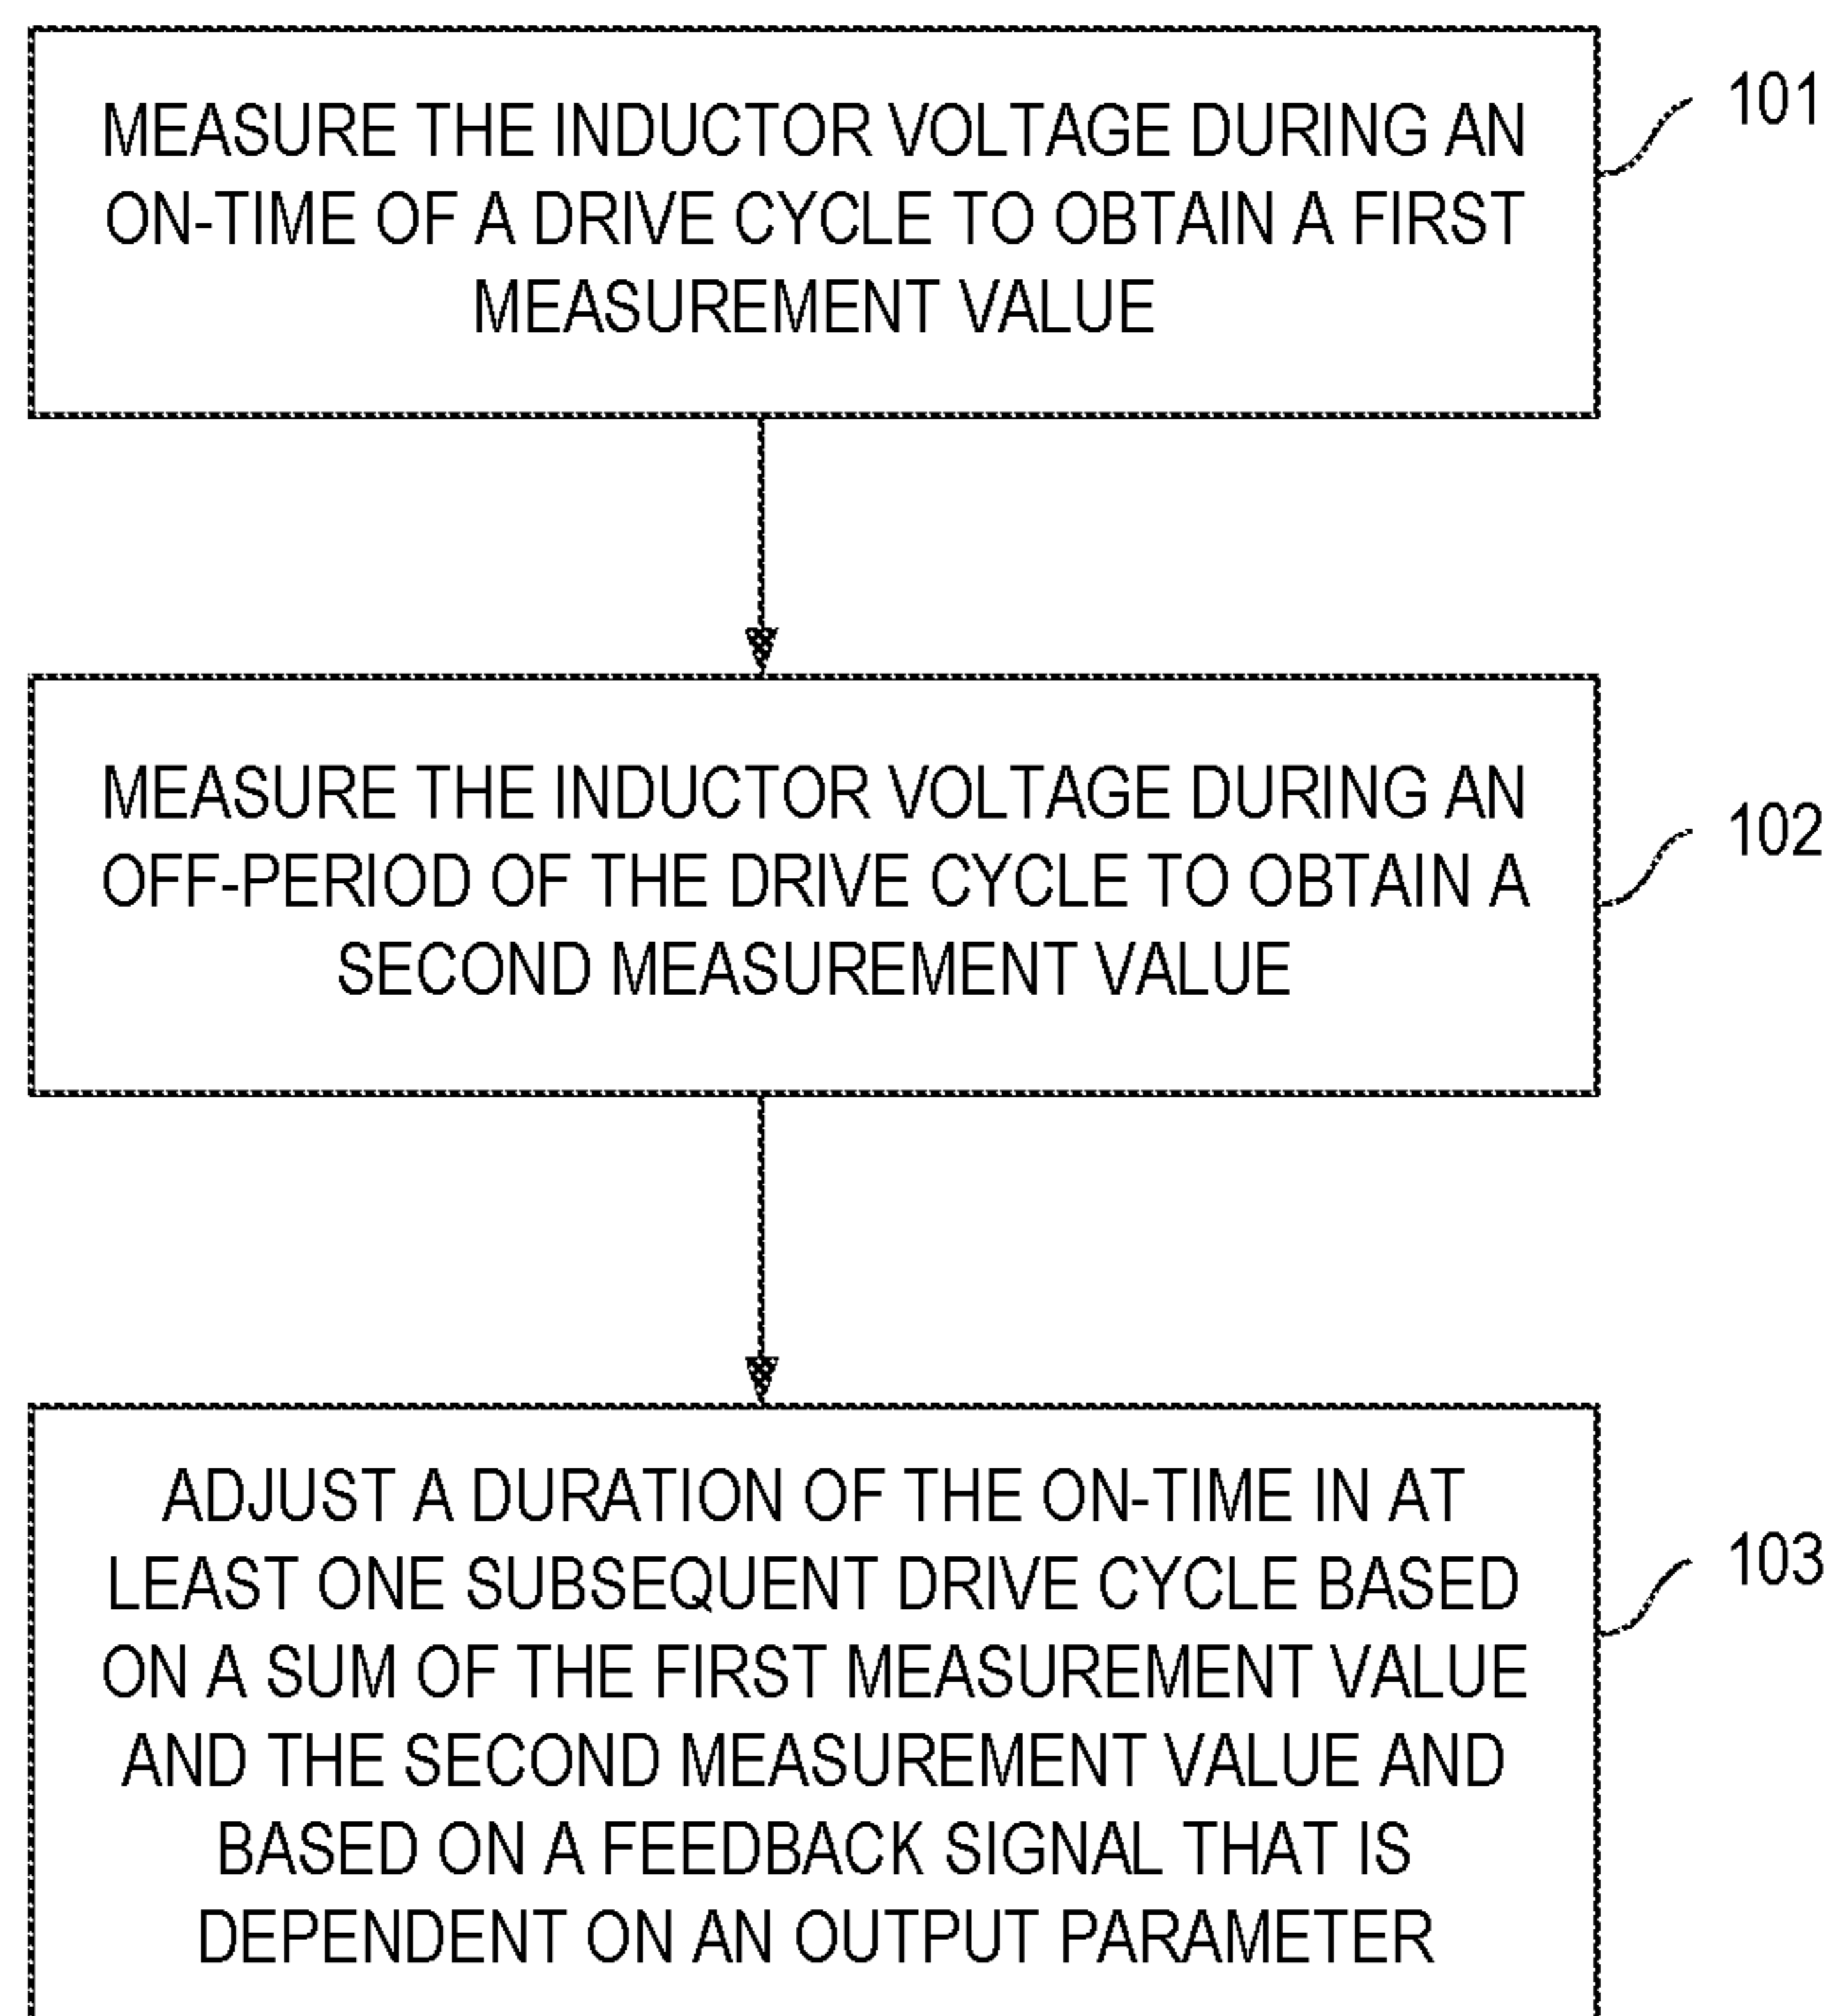 MEASURE THE INDUCTOR VOLTAGE DURING AN
ON-TIME OF A DRIVE CYCLE TO OBTAIN A FIRST
MEASUREMENT VALUE
101
MEASURE THE INDUCTOR VOLTAGE DURING AN
OFF-PERIOD OF THE DRIVE CYCLE TO OBTAIN A
SECOND MEASUREMENT VALUE
102
ADJUST A DURATION OF THE ON-TIME IN AT
LEAST ONE SUBSEQUENT DRIVE CYCLE BASED
ON A SUM OF THE FIRST MEASUREMENT VALUE
AND THE SECOND MEASUREMENT VALUE AND
BASED ON A FEEDBACK SIGNAL THAT IS
DEPENDENT ON AN OUTPUT PARAMETER
103